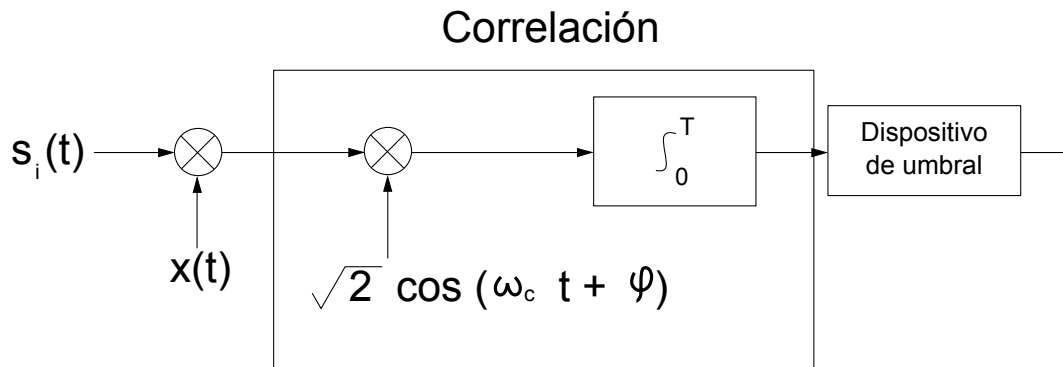 Correlación
s_i(t)
x(t)
√2 cos (ω_c t + φ)
∫_0^T
Dispositivo
de umbral